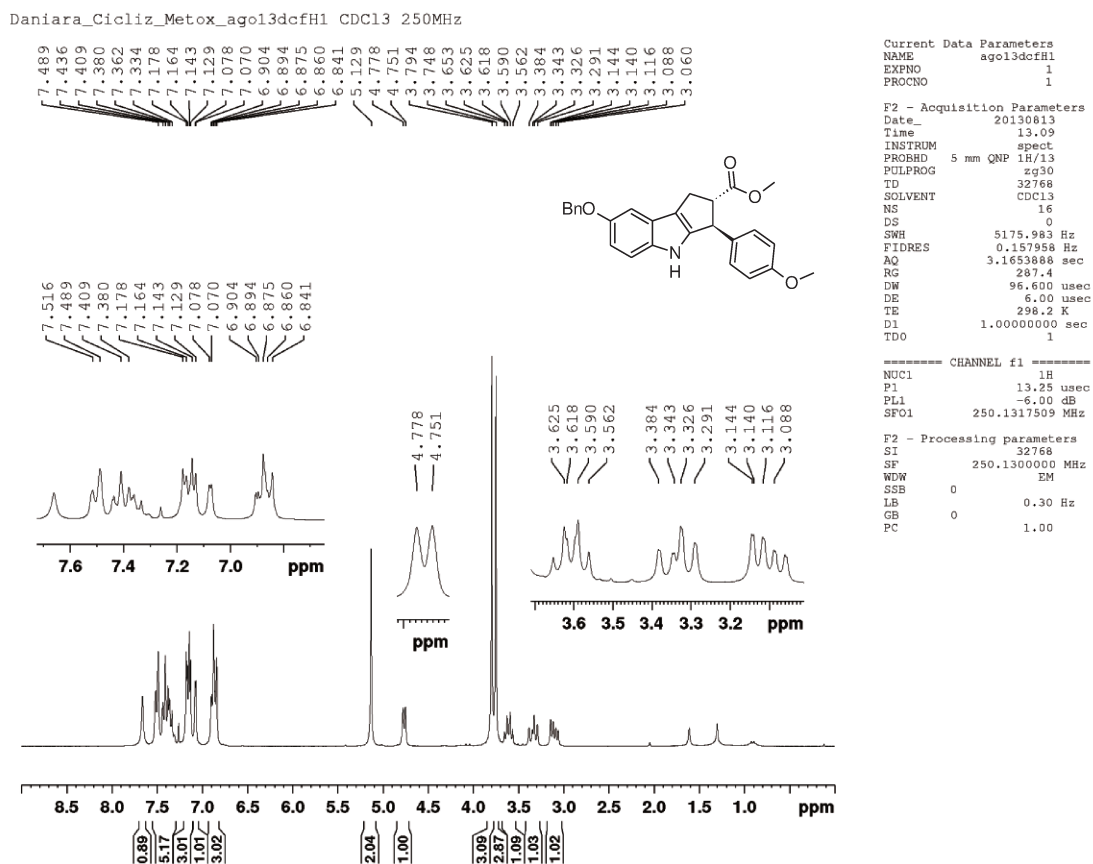 Daniara_Cicliz_Metox_ago13dcfH1 CDCl3 250MHz
7.489
7.436
7.409
7.380
7.362
7.334
7.178
7.164
7.143
7.129
7.078
7.070
6.904
6.894
6.875
6.860
6.841
5.129
4.778
4.751
3.794
3.748
3.653
3.625
3.618
3.590
3.562
3.384
3.343
3.326
3.291
3.144
3.140
3.116
3.088
3.060
BnO
N
H
O
O
O
7.516
7.489
7.409
7.380
7.178
7.164
7.143
7.129
7.078
7.070
6.904
6.894
6.875
6.860
6.841
4.778
4.751
3.625
3.618
3.590
3.562
3.384
3.343
3.326
3.291
3.144
3.140
3.116
3.088
7.6 7.4 7.2 7.0 ppm
ppm
3.6 3.5 3.4 3.3 3.2 ppm
8.5 8.0 7.5 7.0 6.5 6.0 5.5 5.0 4.5 4.0 3.5 3.0 2.5 2.0 1.5 1.0 ppm
0.89
5.17
3.01
1.01
3.02
2.04
1.00
3.09
2.87
1.09
1.03
1.02
Current Data Parameters
NAME ago13dcfH1
EXPNO 1
PROCNO 1
F2 - Acquisition Parameters
Date_ 20130813
Time 13.09
INSTRUM spect
PROBHD 5 mm QNP 1H/13
PULPROG zg30
TD 32768
SOLVENT CDCl3
NS 16
DS 0
SWH 5175.983 Hz
FIDRES 0.157958 Hz
AQ 3.1653888 sec
RG 287.4
DW 96.600 usec
DE 6.00 usec
TE 298.2 K
D1 1.00000000 sec
TD0 1
======== CHANNEL f1 ========
NUC1 1H
P1 13.25 usec
PL1 -6.00 dB
SFO1 250.1317509 MHz
F2 - Processing parameters
SI 32768
SF 250.1300000 MHz
WDW EM
SSB 0
LB 0.30 Hz
GB 0
PC 1.00